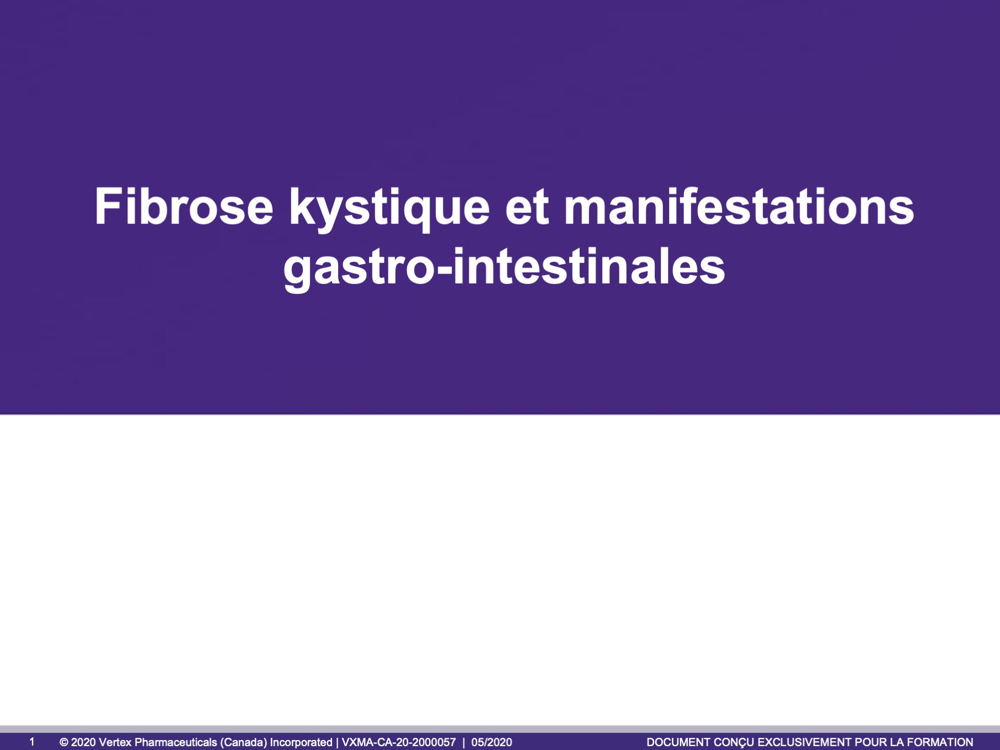 Fibrose kystique et manifestations
gastro-intestinales
1 © 2020 Vertex Pharmaceuticals (Canada) Incorporated | VXMA-CA-20-2000057 | 05/2020 DOCUMENT CONÇU EXCLUSIVEMENT POUR LA FORMATION